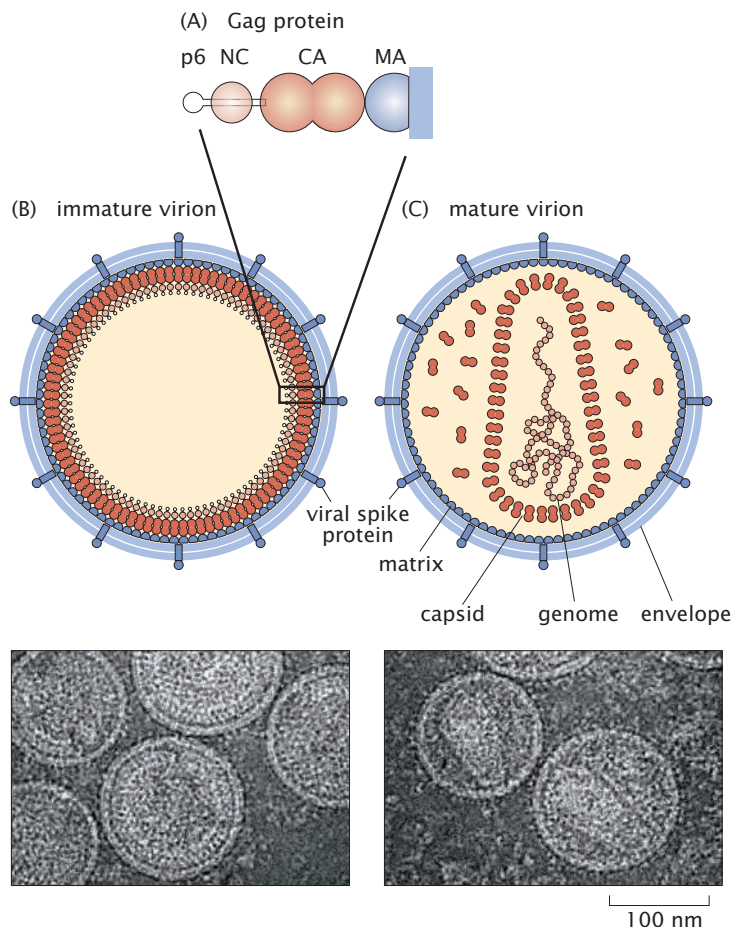 (A) Gag protein
p6 NC CA MA
(B) immature virion
(C) mature virion
viral spike
protein
matrix
capsid
genome
envelope
100 nm